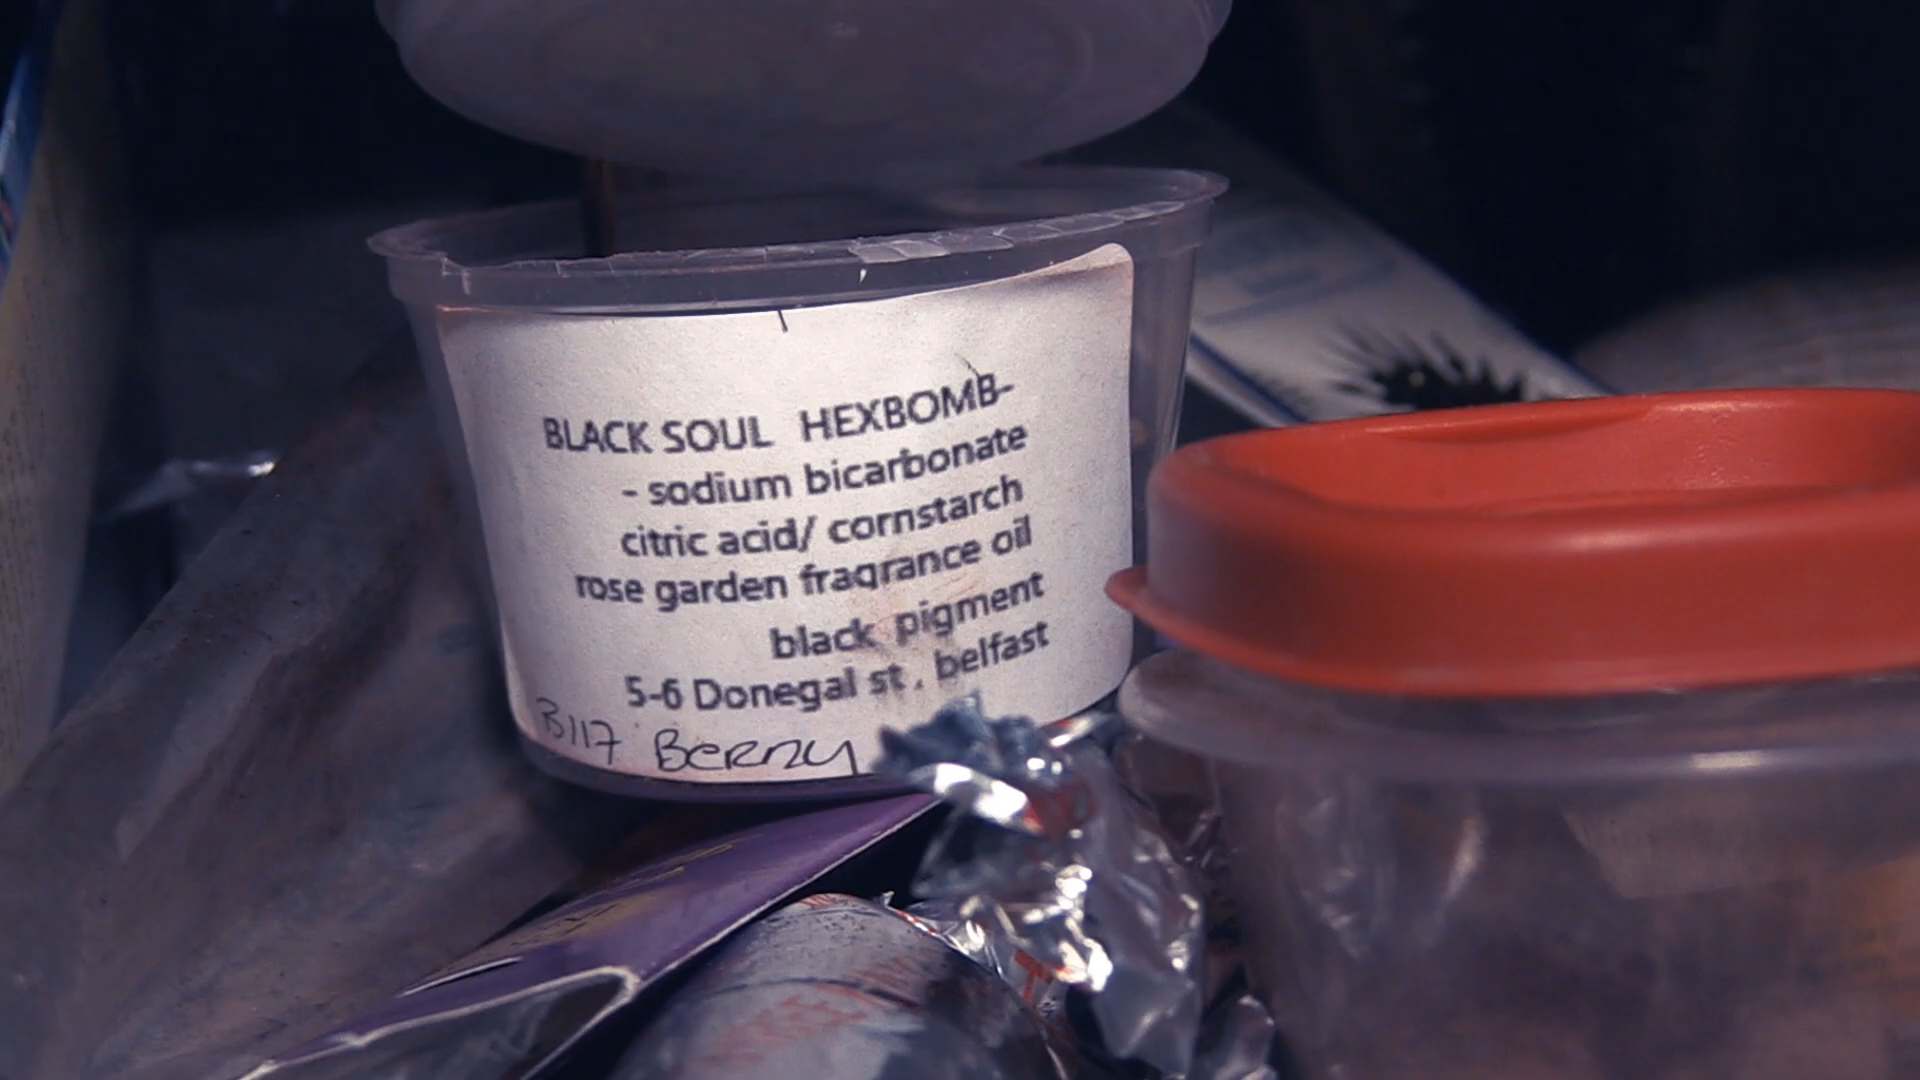 BLACK SOUL HEXBOMB-
- sodium bicarbonate
citric acid/ cornstarch
rose garden fragrance oil
black pigment
5-6 Donegal st . belfast
B117 Berny